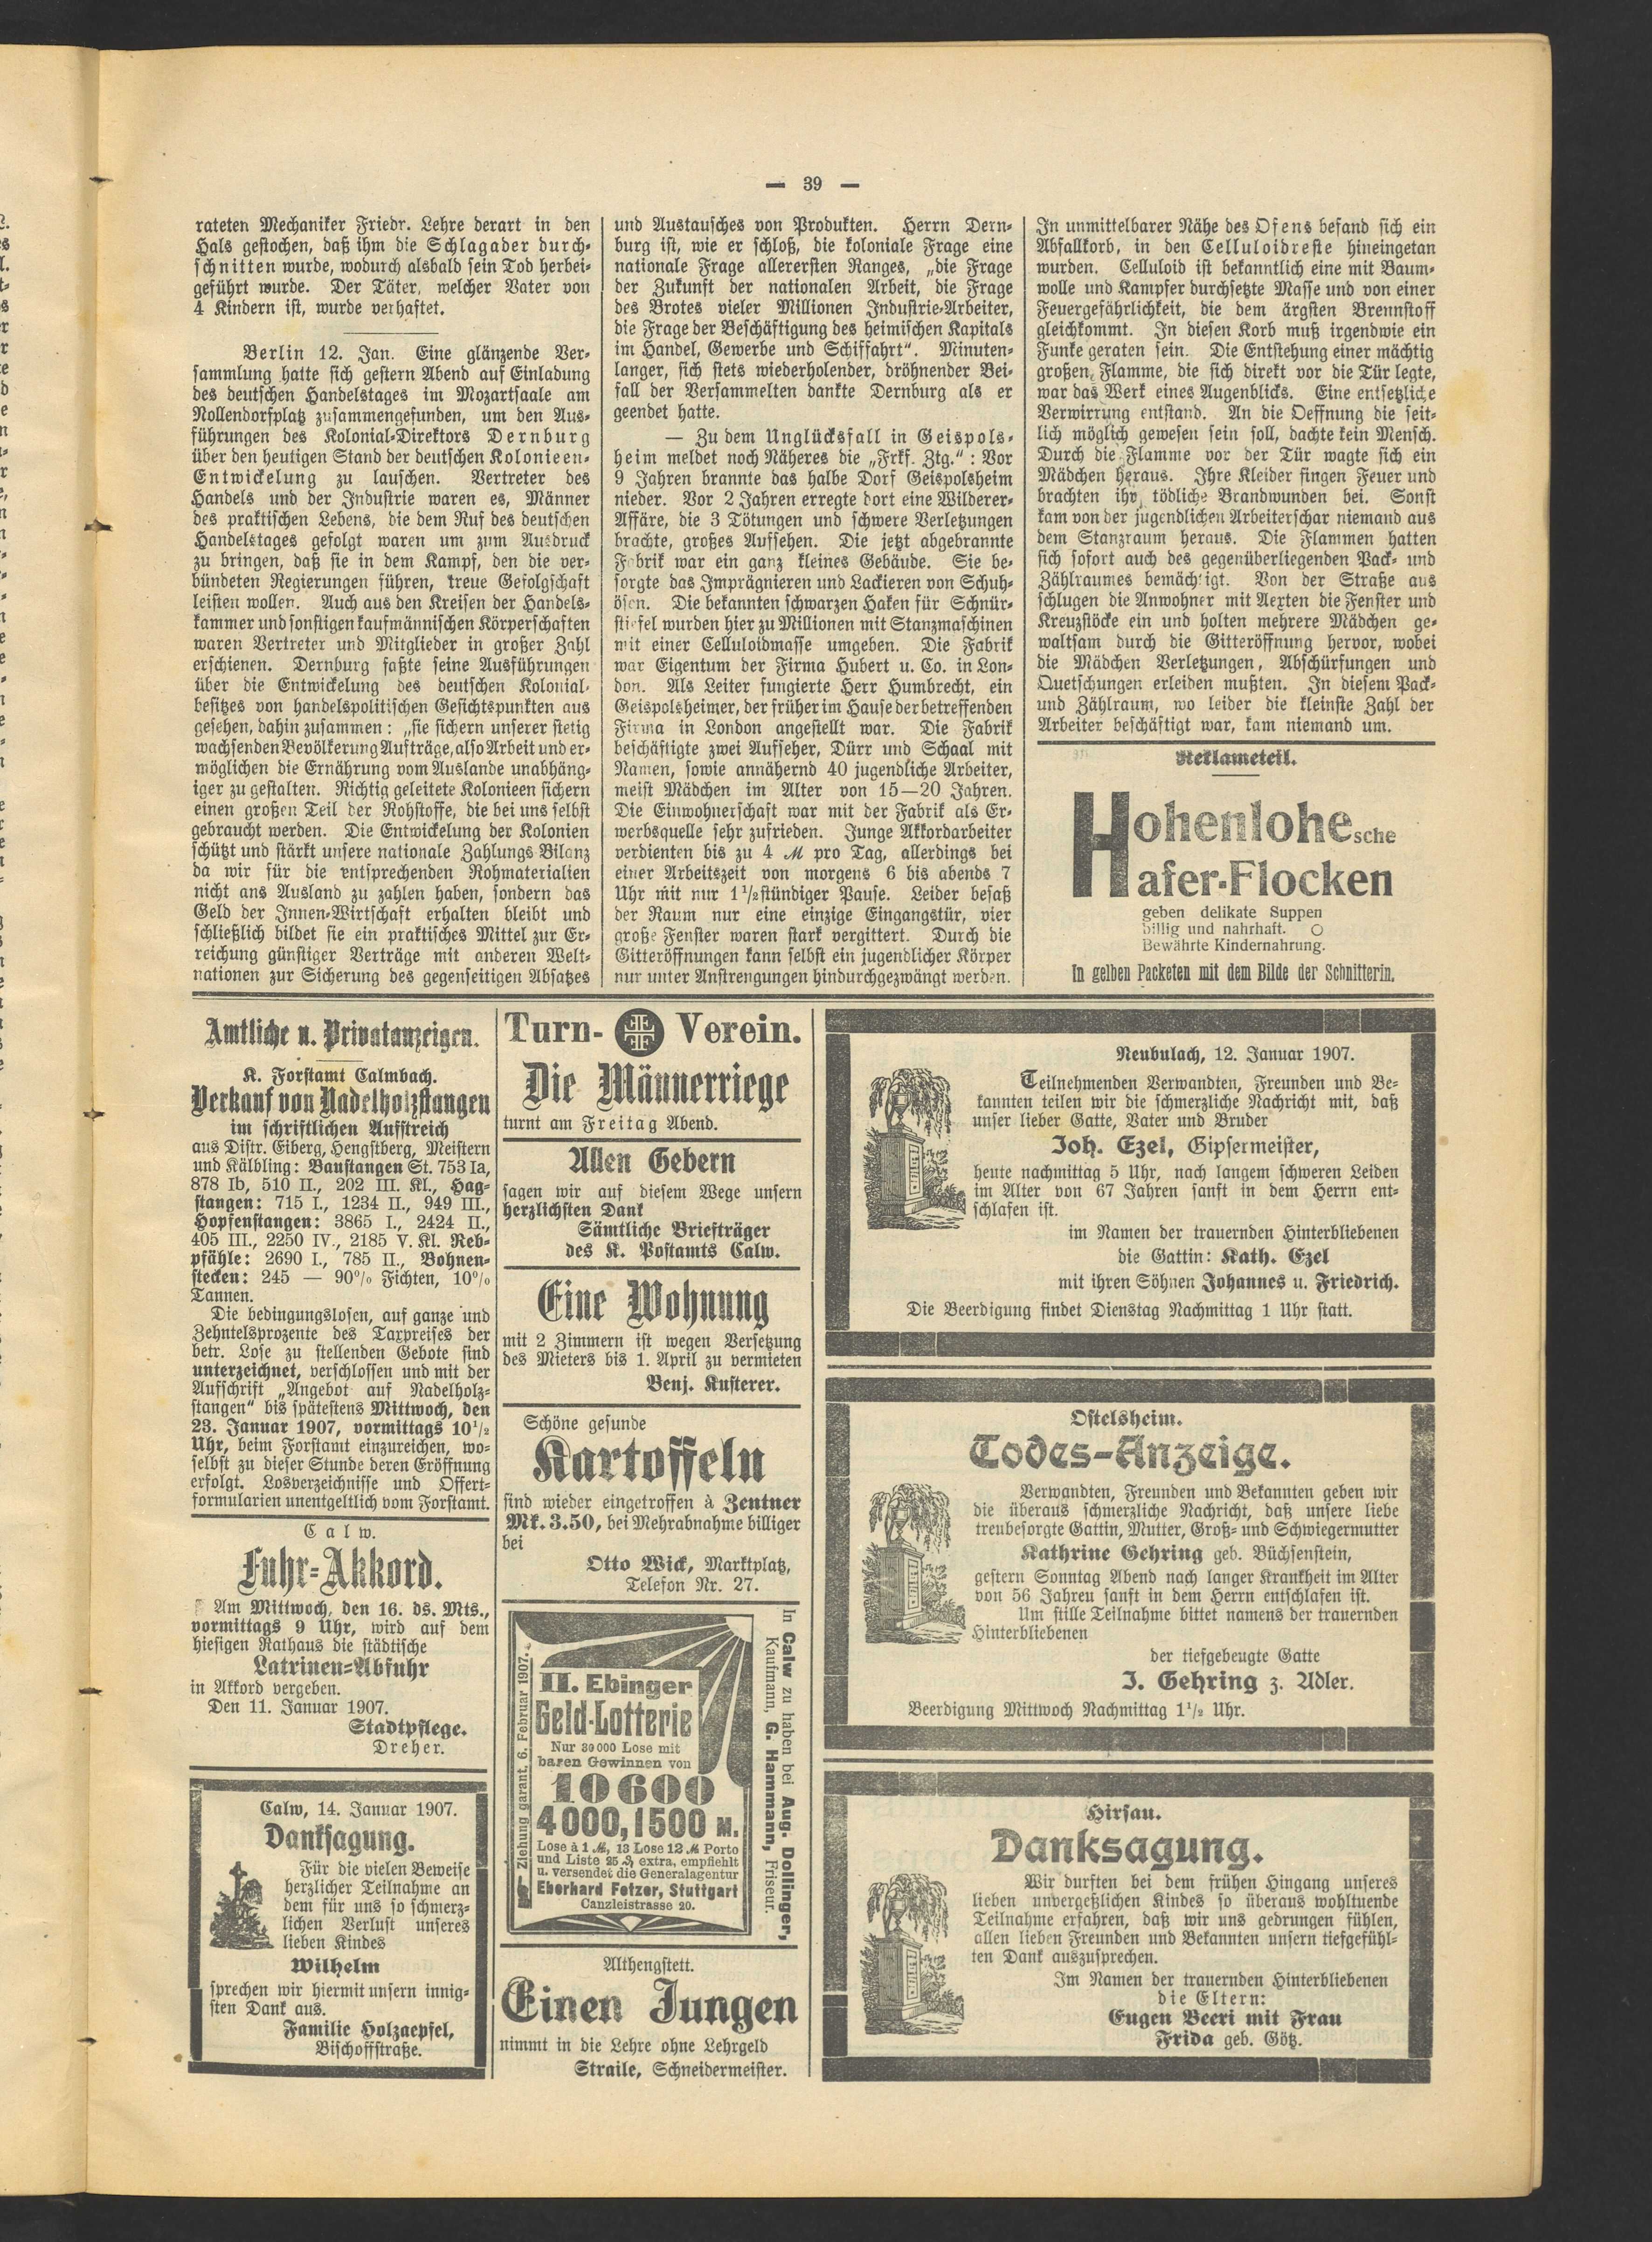 — 39 —
rateten Mechaniker Friedr. Lehre derart in den
Hals gestochen, daß ihm die Schlagader durch-
schnitten wurde, wodurch alsbald sein Tod herbei-
geführt wurde. Der Täter, welcher Vater von
4 Kindern ist, wurde verhaftet.
Berlin 12. Jan. Eine glänzende Ver-
sammlung hatte sich gestern Abend auf Einladung
des deutschen Handelstages im Mozartsaale am
Nollendorfplatz zusammengefunden, um den Aus-
führungen des Kolonial-Direktors Dernburg
über den heutigen Stand der deutschen Kolonieen-
Entwickelung zu lauschen. Vertreter des
Handels und der Industrie waren es, Männer
des praktischen Lebens, die dem Ruf des deutschen
Handelstages gefolgt waren um zum Ausdruck
zu bringen, daß sie in dem Kampf, den die ver-
bündeten Regierungen führen, treue Gefolgschaft
leisten wollen. Auch aus den Kreisen der Handels-
kammer und sonstigen kaufmännischen Körperschaften
waren Vertreter und Mitglieder in großer Zahl
erschienen. Dernburg faßte seine Ausführungen
über die Entwickelung des deutschen Kolonial-
besitzes von handelspolitischen Gesichtspunkten aus
gesehen, dahin zusammen: „sie sichern unserer stetig
wachsenden Bevölkerung Aufträge, also Arbeit und er-
möglichen die Ernährung vom Auslande unabhäng-
iger zu gestalten. Richtig geleitete Kolonieen sichern
einen großen Teil der Rohstoffe, die bei uns selbst
gebraucht werden. Die Entwickelung der Kolonien
schützt und stärkt unsere nationale Zahlungs-Bilanz
da wir für die entsprechenden Rohmaterialien
nicht ans Ausland zu zahlen haben, sondern das
Geld der Innen-Wirtschaft erhalten bleibt und
schließlich bildet sie ein praktisches Mittel zur Er-
reichung günstiger Verträge mit anderen Welt-
nationen zur Sicherung des gegenseitigen Absatzes
und Austausches von Produkten. Herrn Dern-
burg ist, wie er schloß, die koloniale Frage eine
nationale Frage allerersten Ranges, „die Frage
der Zukunft der nationalen Arbeit, die Frage
des Brotes vieler Millionen Industrie-Arbeiter,
die Frage der Beschäftigung des heimischen Kapitals
im Handel, Gewerbe und Schiffahrt“. Minuten-
langer, sich stets wiederholender, dröhnender Bei-
fall der Versammelten dankte Dernburg als er
geendet hatte.
— Zu dem Unglücksfall in Geispols-
heim meldet noch Näheres die „Frkf. Ztg.“: Vor
9 Jahren brannte das halbe Dorf Geispolsheim
nieder. Vor 2 Jahren erregte dort eine Wilderer-
Affäre, die 3 Tötungen und schwere Verletzungen
brachte, großes Aufsehen. Die jetzt abgebrannte
Fabrik war ein ganz kleines Gebäude. Sie be-
sorgte das Imprägnieren und Lackieren von Schuh-
ösen. Die bekannten schwarzen Haken für Schnür-
stiefel wurden hier zu Millionen mit Stanzmaschinen
mit einer Celluloidmasse umgeben. Die Fabrik
war Eigentum der Firma Hubert u. Co. in Lon-
don. Als Leiter fungierte Herr Humbrecht, ein
Geispolsheimer, der früher im Hause der betreffenden
Firma in London angestellt war. Die Fabrik
beschäftigte zwei Aufseher, Dürr und Schaal mit
Namen, sowie annähernd 40 jugendliche Arbeiter,
meist Mädchen im Alter von 15—20 Jahren.
Die Einwohnerschaft war mit der Fabrik als Er-
werbsquelle sehr zufrieden. Junge Akkordarbeiter
verdienten bis zu 4 ℳ pro Tag, allerdings bei
einer Arbeitszeit von morgens 6 bis abends 7
Uhr mit nur 1½stündiger Pause. Leider besaß
der Raum nur eine einzige Eingangstür, vier
große Fenster waren stark vergittert. Durch die
Gitteröffnungen kann selbst ein jugendlicher Körper
nur unter Anstrengungen hindurchgezwängt werden.
In unmittelbarer Nähe des Ofens befand sich ein
Abfallkorb, in den Celluloidreste hineingetan
wurden. Celluloid ist bekanntlich eine mit Baum-
wolle und Kampfer durchsetzte Masse und von einer
Feuergefährlichkeit, die dem ärgsten Brennstoff
gleichkommt. In diesen Korb muß irgendwie ein
Funke geraten sein. Die Entstehung einer mächtig
großen, Flamme, die sich direkt vor die Tür legte,
war das Werk eines Augenblicks. Eine entsetzliche
Verwirrung entstand. An die Oeffnung die seit-
lich möglich gewesen sein soll, dachte kein Mensch.
Durch die Flamme vor der Tür wagte sich ein
Mädchen heraus. Ihre Kleider fingen Feuer und
brachten ihr tödliche Brandwunden bei. Sonst
kam von der jugendlichen Arbeiterschar niemand aus
dem Stanzraum heraus. Die Flammen hatten
sich sofort auch des gegenüberliegenden Pack- und
Zählraumes bemächtigt. Von der Straße aus
schlugen die Anwohner mit Aexten die Fenster und
Kreuzstöcke ein und holten mehrere Mädchen ge-
waltsam durch die Gitteröffnung hervor, wobei
die Mädchen Verletzungen, Abschürfungen und
Quetschungen erleiden mußten. In diesem Pack-
und Zählraum, wo leider die kleinste Zahl der
Arbeiter beschäftigt war, kam niemand um.
Reklameteil.
Hohenlohesche
Hafer-Flocken
geben delikate Suppen
billig und nahrhaft.
Bewährte Kindernahrung.
In gelben Packeten mit dem Bilde der Schnitterin.
Amtliche u. Privatanzeigen.
K. Forstamt Calmbach.
Verkauf von Nadelholzstangen
im schriftlichen Aufstreich
aus Distr. Eiberg, Hengstberg, Meistern
und Kälbling: Baustangen St. 753 Ia,
878 Ib, 510 II., 202 III. Kl., Hag-
stangen: 715 I., 1234 II., 949 III.,
Hopfenstangen: 3865 I., 2424 II.,
405 III., 2250 IV., 2185 V. Kl. Reb-
pfähle: 2690 I., 785 II., Bohnen-
stecken: 245 — 90% Fichten, 10%
Tannen.
Die bedingungslosen, auf ganze und
Zehntelsprozente des Taxpreises der
betr. Lose zu stellenden Gebote sind
unterzeichnet, verschlossen und mit der
Aufschrift „Angebot auf Nadelholz-
stangen“ bis spätestens Mittwoch, den
23. Januar 1907, vormittags 10½
Uhr, beim Forstamt einzureichen, wo-
selbst zu dieser Stunde deren Eröffnung
erfolgt. Losverzeichnisse und Offert-
formularien unentgeltlich vom Forstamt.
Calw.
Fuhr-Akkord.
Am Mittwoch, den 16. ds. Mts.,
vormittags 9 Uhr, wird auf dem
hiesigen Rathaus die städtische
Latrinen-Abfuhr
in Akkord vergeben.
Den 11. Januar 1907.
Stadtpflege.
Dreher.
Calw, 14. Januar 1907.
Danksagung.
Für die vielen Beweise
herzlicher Teilnahme an
dem für uns so schmerz-
lichen Verlust unseres
lieben Kindes
Wilhelm
sprechen wir hiermit unsern innig-
sten Dank aus.
Familie Holzaepfel,
Bischoffstraße.
Turn- Verein.
Die Männerriege
turnt am Freitag Abend.
Allen Gebern
sagen wir auf diesem Wege unsern
herzlichsten Dank
Sämtliche Briefträger
des K. Postamts Calw.
Eine Wohnung
mit 2 Zimmern ist wegen Versetzung
des Mieters bis 1. April zu vermieten
Benj. Kusterer.
Schöne gesunde
Kartoffeln
sind wieder eingetroffen à Zentner
Mk. 3.50, bei Mehrabnahme billiger
bei
Otto Wick, Marktplatz,
Telefon Nr. 27.
Ziehung garant. 6. Februar 1907.
II. Ebinger
Geld-Lotterie
Nur 30000 Lose mit
baren Gewinnen von
10600
4000, 1500 M.
Lose à 1 ℳ, 13 Lose 12 ℳ Porto
und Liste 25 ₰ extra, empfiehlt
u. versendet die Generalagentur
Eberhard Fetzer, Stuttgart
Canzleistrasse 20.
In Calw zu haben bei Aug. Dollinger,
Kaufmann, G. Hammann, Friseur.
Althengstett.
Einen Jungen
nimmt in die Lehre ohne Lehrgeld
Straile, Schneidermeister.
Neubulach, 12. Januar 1907.
Teilnehmenden Verwandten, Freunden und Be-
kannten teilen wir die schmerzliche Nachricht mit, daß
unser lieber Gatte, Vater und Bruder
Joh. Ezel, Gipsermeister,
heute nachmittag 5 Uhr, nach langem schweren Leiden
im Alter von 67 Jahren sanft in dem Herrn ent-
schlafen ist.
im Namen der trauernden Hinterbliebenen
die Gattin: Kath. Ezel
mit ihren Söhnen Johannes u. Friedrich.
Die Beerdigung findet Dienstag Nachmittag 1 Uhr statt.
Ostelsheim.
Todes-Anzeige.
Verwandten, Freunden und Bekannten geben wir
die überaus schmerzliche Nachricht, daß unsere liebe
treubesorgte Gattin, Mutter, Groß- und Schwiegermutter
Kathrine Gehring geb. Büchsenstein,
gestern Sonntag Abend nach langer Krankheit im Alter
von 56 Jahren sanft in dem Herrn entschlafen ist.
Um stille Teilnahme bittet namens der trauernden
Hinterbliebenen
der tiefgebeugte Gatte
J. Gehring z. Adler.
Beerdigung Mittwoch Nachmittag 1½ Uhr.
Hirsau.
Danksagung.
Wir durften bei dem frühen Hingang unseres
lieben unvergeßlichen Kindes so überaus wohltuende
Teilnahme erfahren, daß wir uns gedrungen fühlen,
allen lieben Freunden und Bekannten unsern tiefgefühl-
ten Dank auszusprechen.
Im Namen der trauernden Hinterbliebenen
die Eltern:
Eugen Beeri mit Frau
Frida geb. Götz.